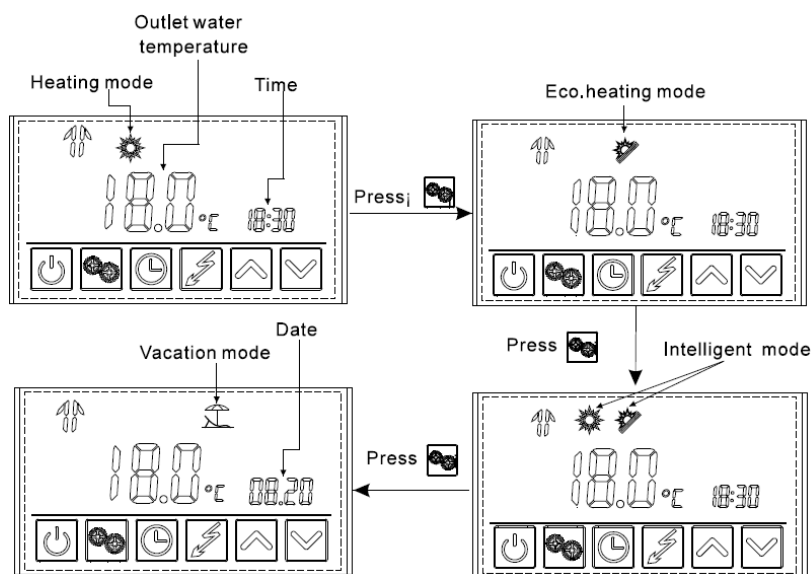 Outlet water
temperature
Heating mode
Time
18.0 °C 18:30
Press¡
Eco.heating mode
18.0 °C 18:30
Press
Intelligent mode
18.0 °C 18:30
Press
Date
Vacation mode
18.0 °C 08.20